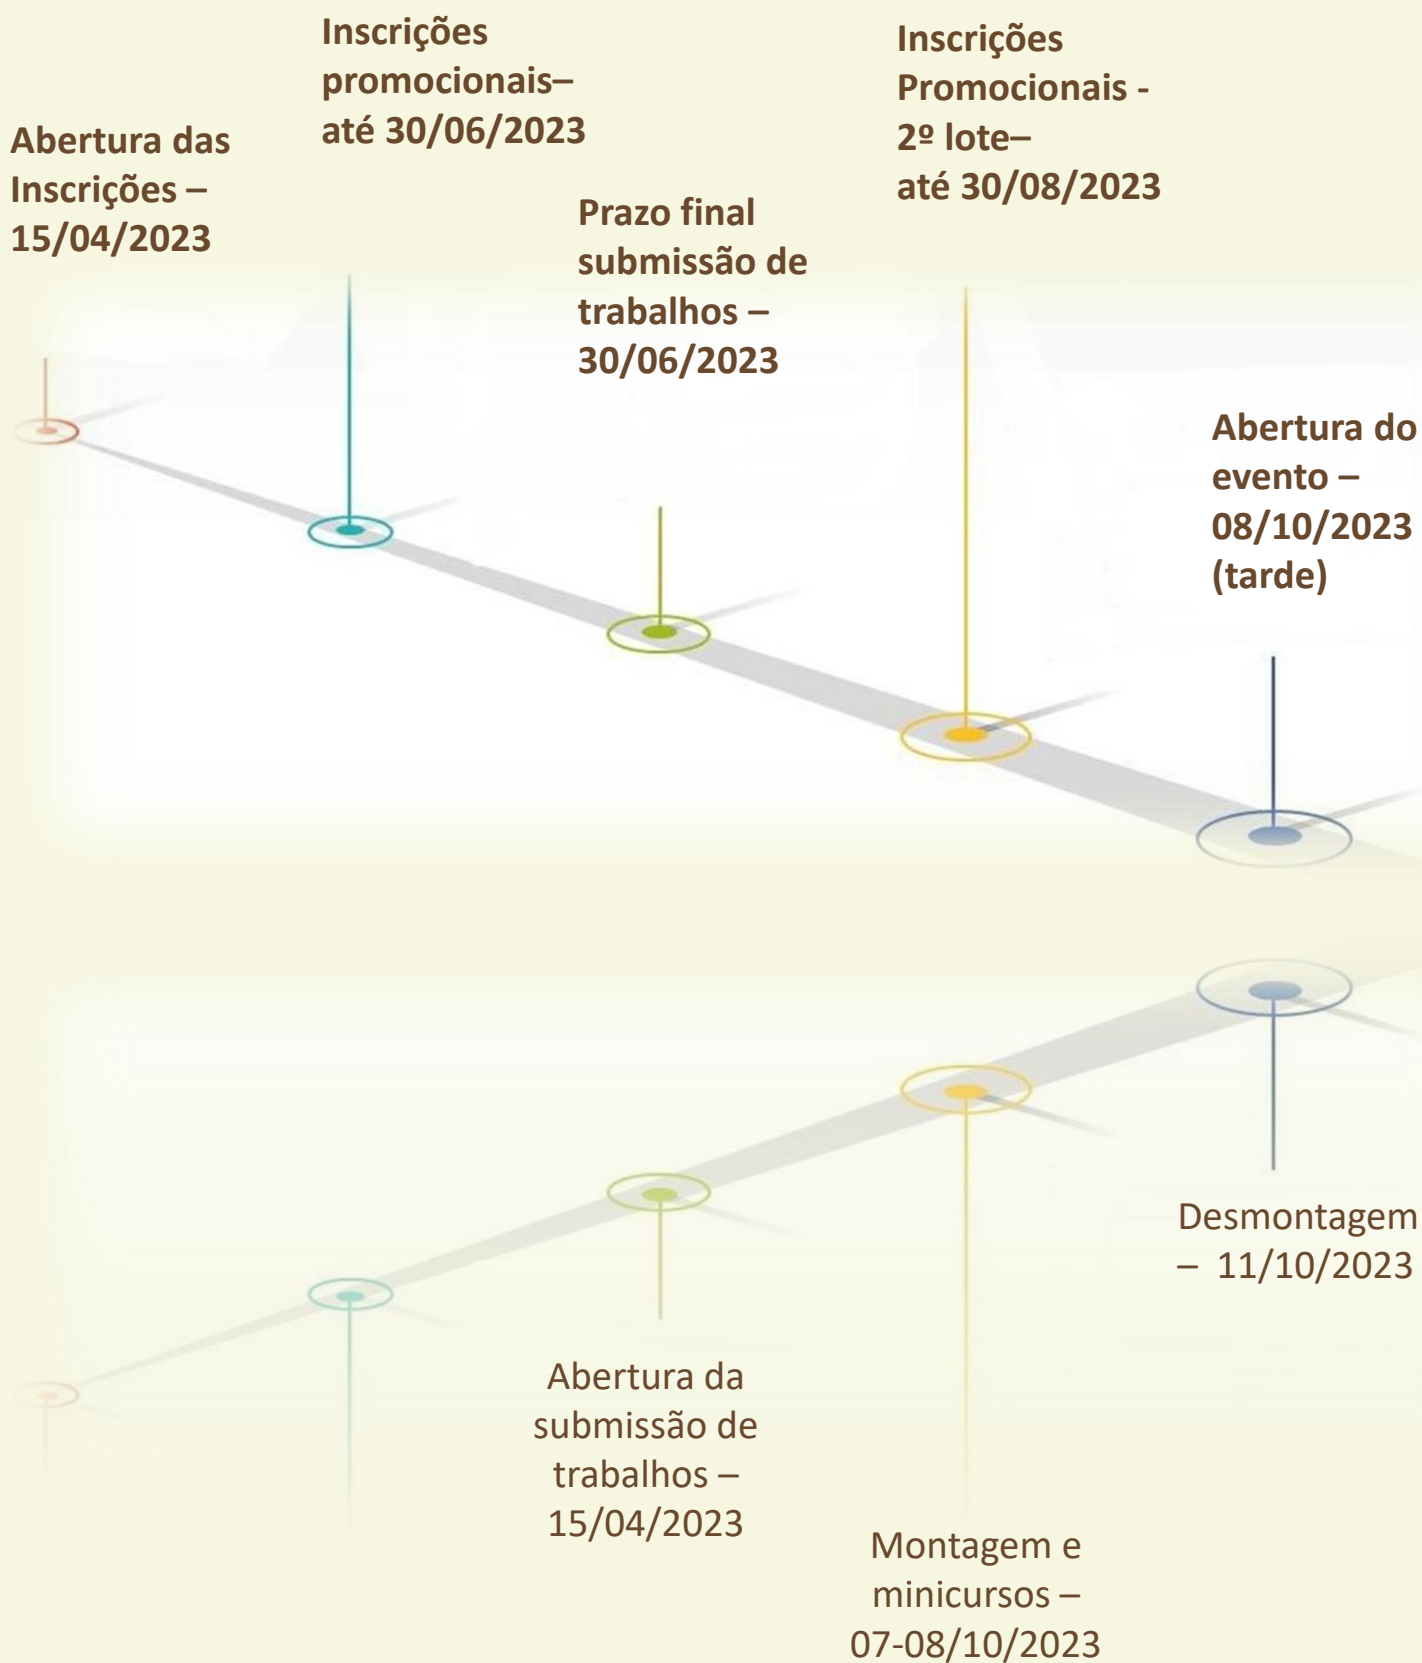 Abertura das
Inscrições –
15/04/2023
Inscrições
promocionais–
até 30/06/2023
Prazo final
submissão de
trabalhos –
30/06/2023
Inscrições
Promocionais -
2º lote–
até 30/08/2023
Abertura do
evento –
08/10/2023
(tarde)
Abertura da
submissão de
trabalhos –
15/04/2023
Montagem e
minicursos –
07-08/10/2023
Desmontagem
– 11/10/2023